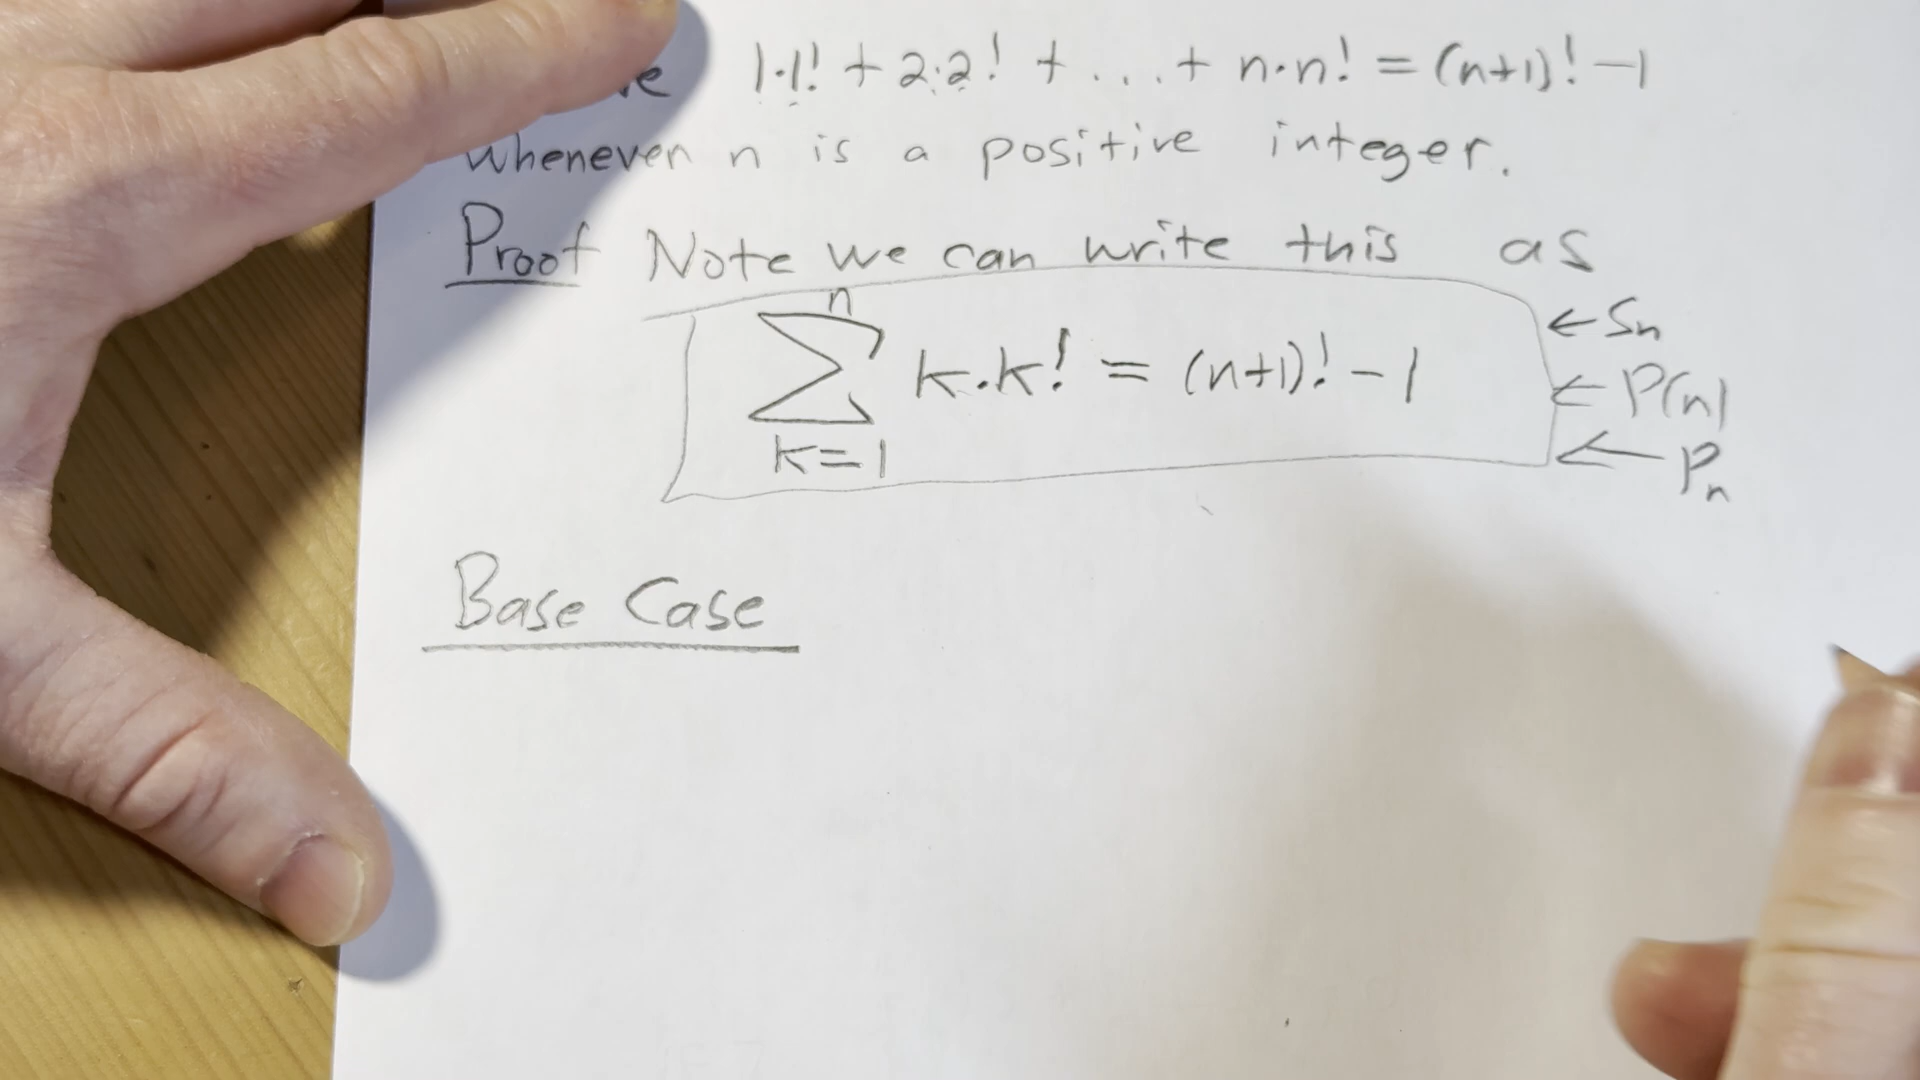 1·1! + 2·2! + ... + n·n! = (n+1)! - 1
whenever n is a positive integer.
Proof Note we can write this as
n
∑ k·k! = (n+1)! - 1
k=1
← Sn
← P(n)
← Pn
Base Case